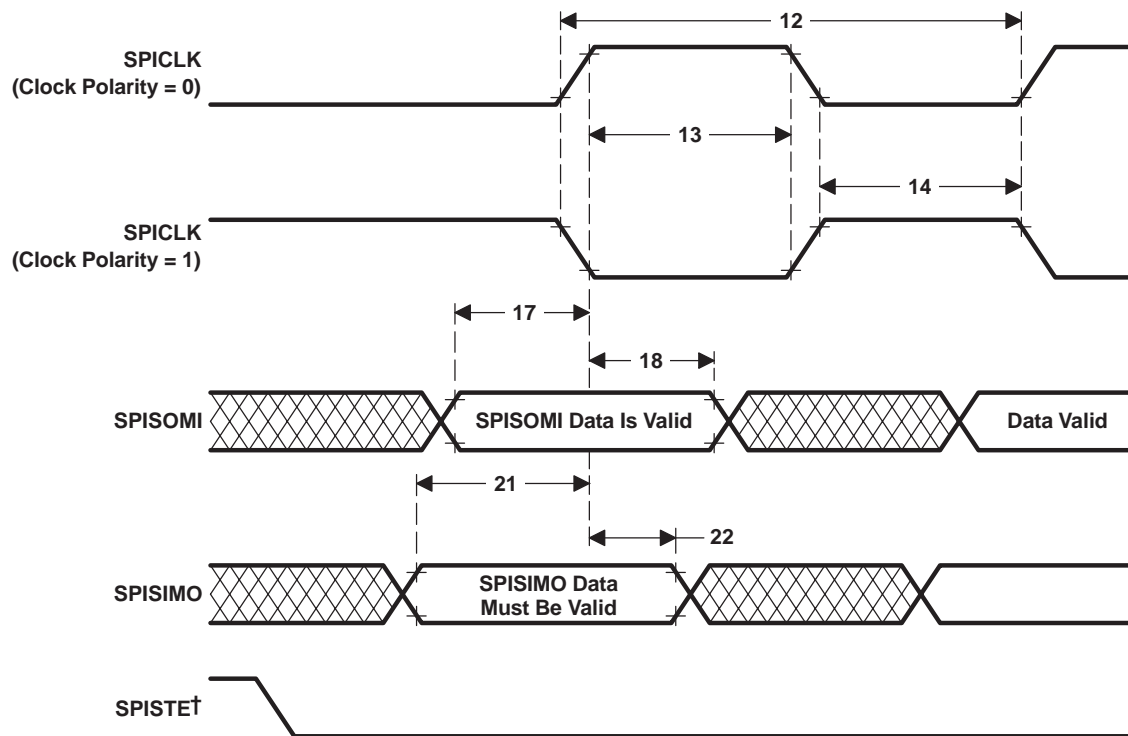 12
SPICLK
(Clock Polarity = 0)
13
14
SPICLK
(Clock Polarity = 1)
17
18
SPISOMI
SPISOMI Data Is Valid
Data Valid
21
22
SPISIMO
SPISIMO Data
Must Be Valid
SPISTE†